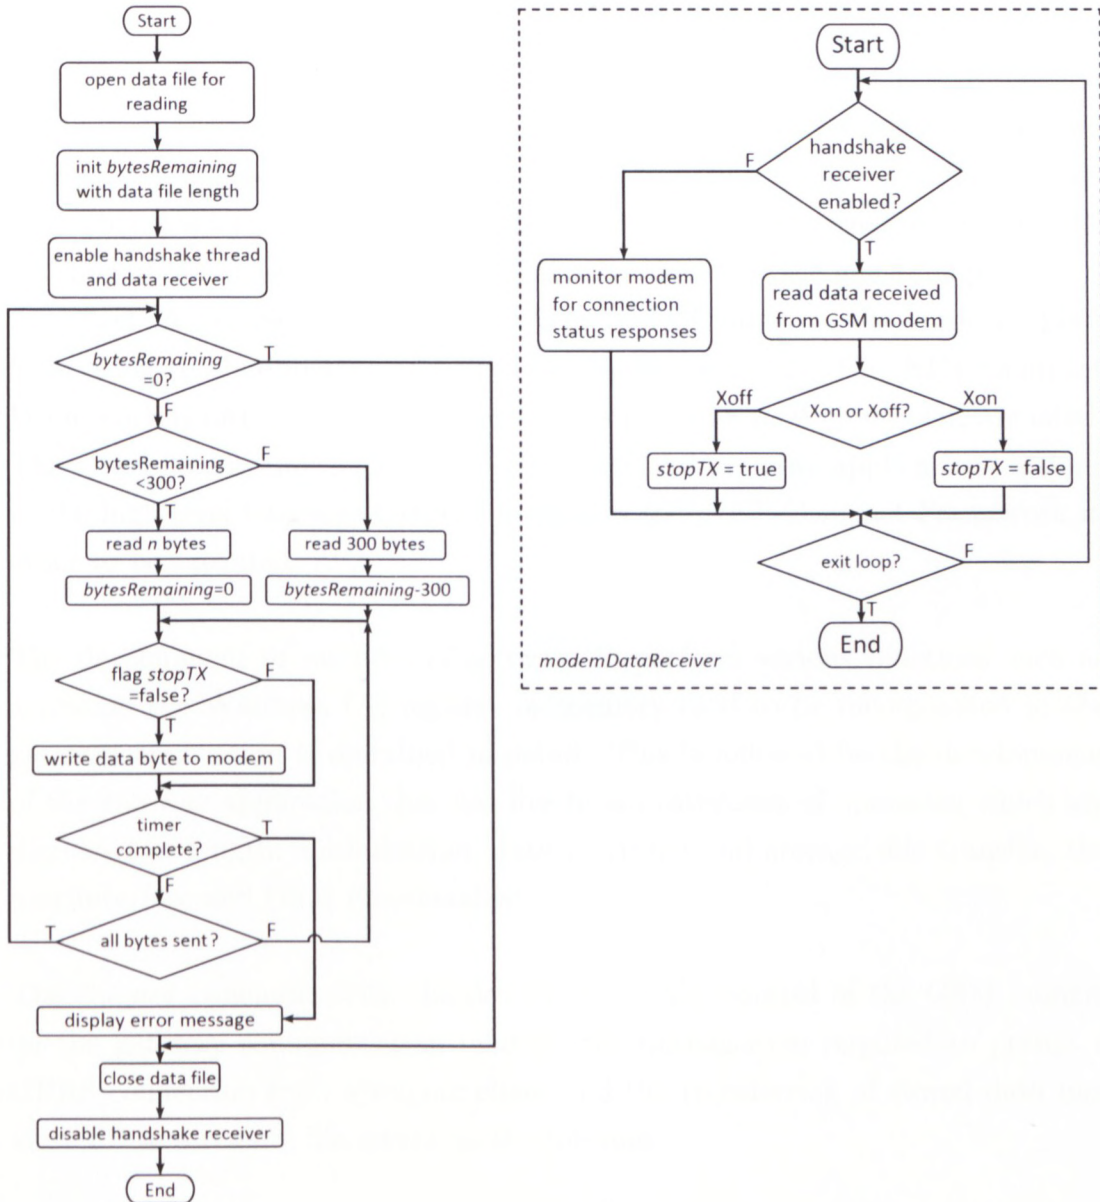 Start
open data file for
reading
init bytesRemaining
with data file length
enable handshake thread
and data receiver
bytesRemaining
=0?
T
F
bytesRemaining
<300?
F
T
read n bytes
read 300 bytes
bytesRemaining=0
bytesRemaining-300
flag stopTX
=false?
F
T
write data byte to modem
timer
complete?
T
F
all bytes sent?
T
F
display error message
close data file
disable handshake receiver
End
Start
handshake
receiver
enabled?
F
T
monitor modem
for connection
status responses
read data received
from GSM modem
Xoff
Xon or Xoff?
Xon
stopTX = true
stopTX = false
exit loop?
F
T
End
modemDataReceiver